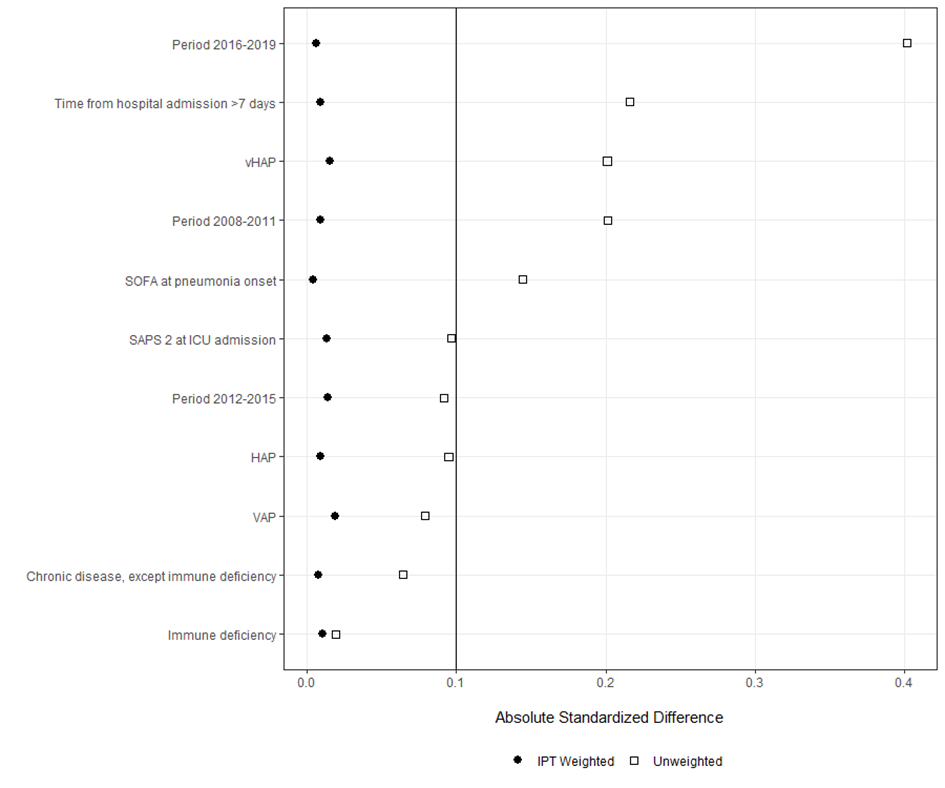 Period 2016-2019
Time from hospital admission >7 days
vHAP
Period 2008-2011
SOFA at pneumonia onset
SAPS 2 at ICU admission
Period 2012-2015
HAP
VAP
Chronic disease, except immune deficiency
Immune deficiency
0.0 0.1 0.2 0.3 0.4
Absolute Standardized Difference
IPT Weighted Unweighted